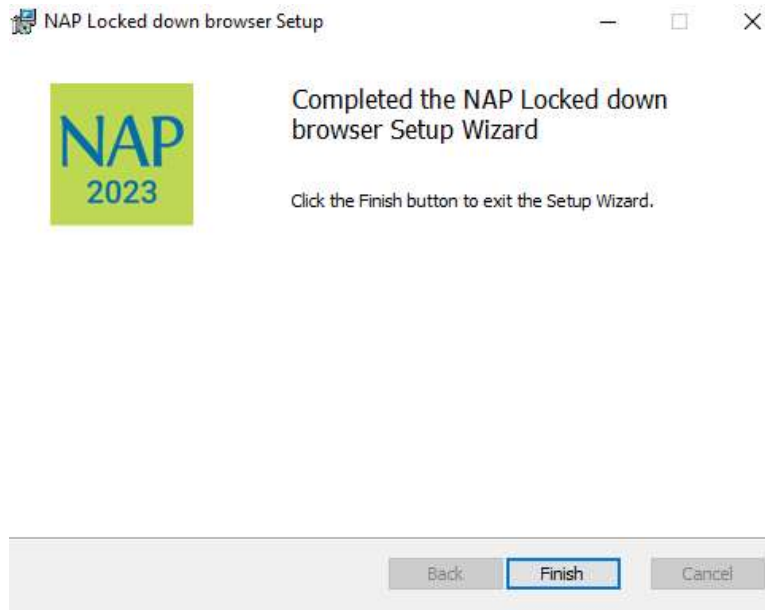 NAP Locked down browser Setup
NAP
2023
Completed the NAP Locked down
browser Setup Wizard
Click the Finish button to exit the Setup Wizard.
Back
Finish
Cancel